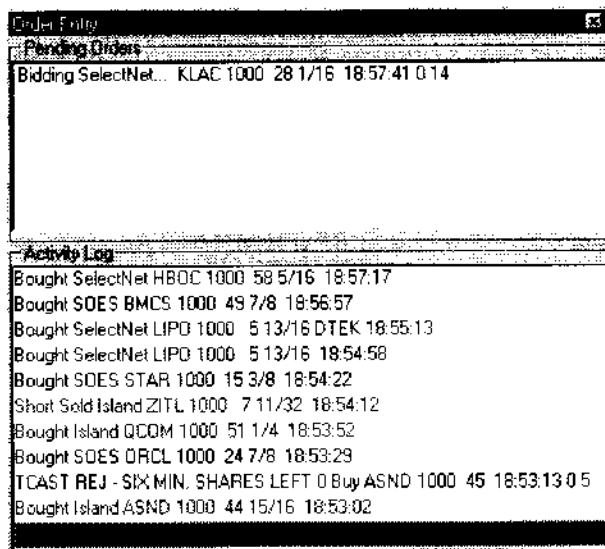 Order Entry
Pending Orders
Bidding SelectNet... KLAC 1000 28 1/16 18:57:41 0:14
Activity Log
Bought SelectNet HBOC 1000 58 5/16 18:57:17
Bought SOES BMCS 1000 49 7/8 18:56:57
Bought SelectNet LIPO 1000 5 13/16 DTEK 18:55:13
Bought SelectNet LIPO 1000 5 13/16 18:54:58
Bought SOES STAR 1000 15 3/8 18:54:22
Short Sold Island ZITL 1000 7 11/32 18:54:12
Bought Island QCOM 1000 51 1/4 18:53:52
Bought SOES ORCL 1000 24 7/8 18:53:29
TCAST REJ - SIX MIN. SHARES LEFT 0 Buy ASND 1000 45 18:53:13 0 5
Bought Island ASND 1000 44 15/16 18:53:02